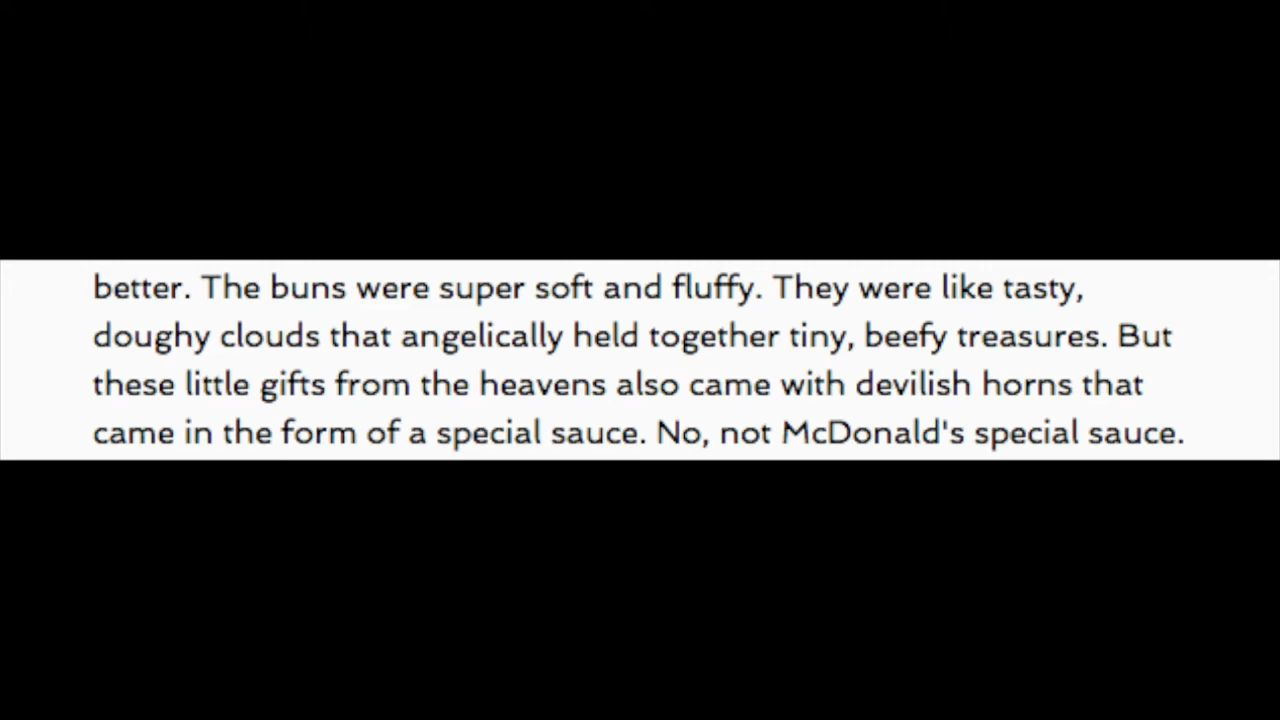 better. The buns were super soft and fluffy. They were like tasty,
doughy clouds that angelically held together tiny, beefy treasures. But
these little gifts from the heavens also came with devilish horns that
came in the form of a special sauce. No, not McDonald's special sauce.